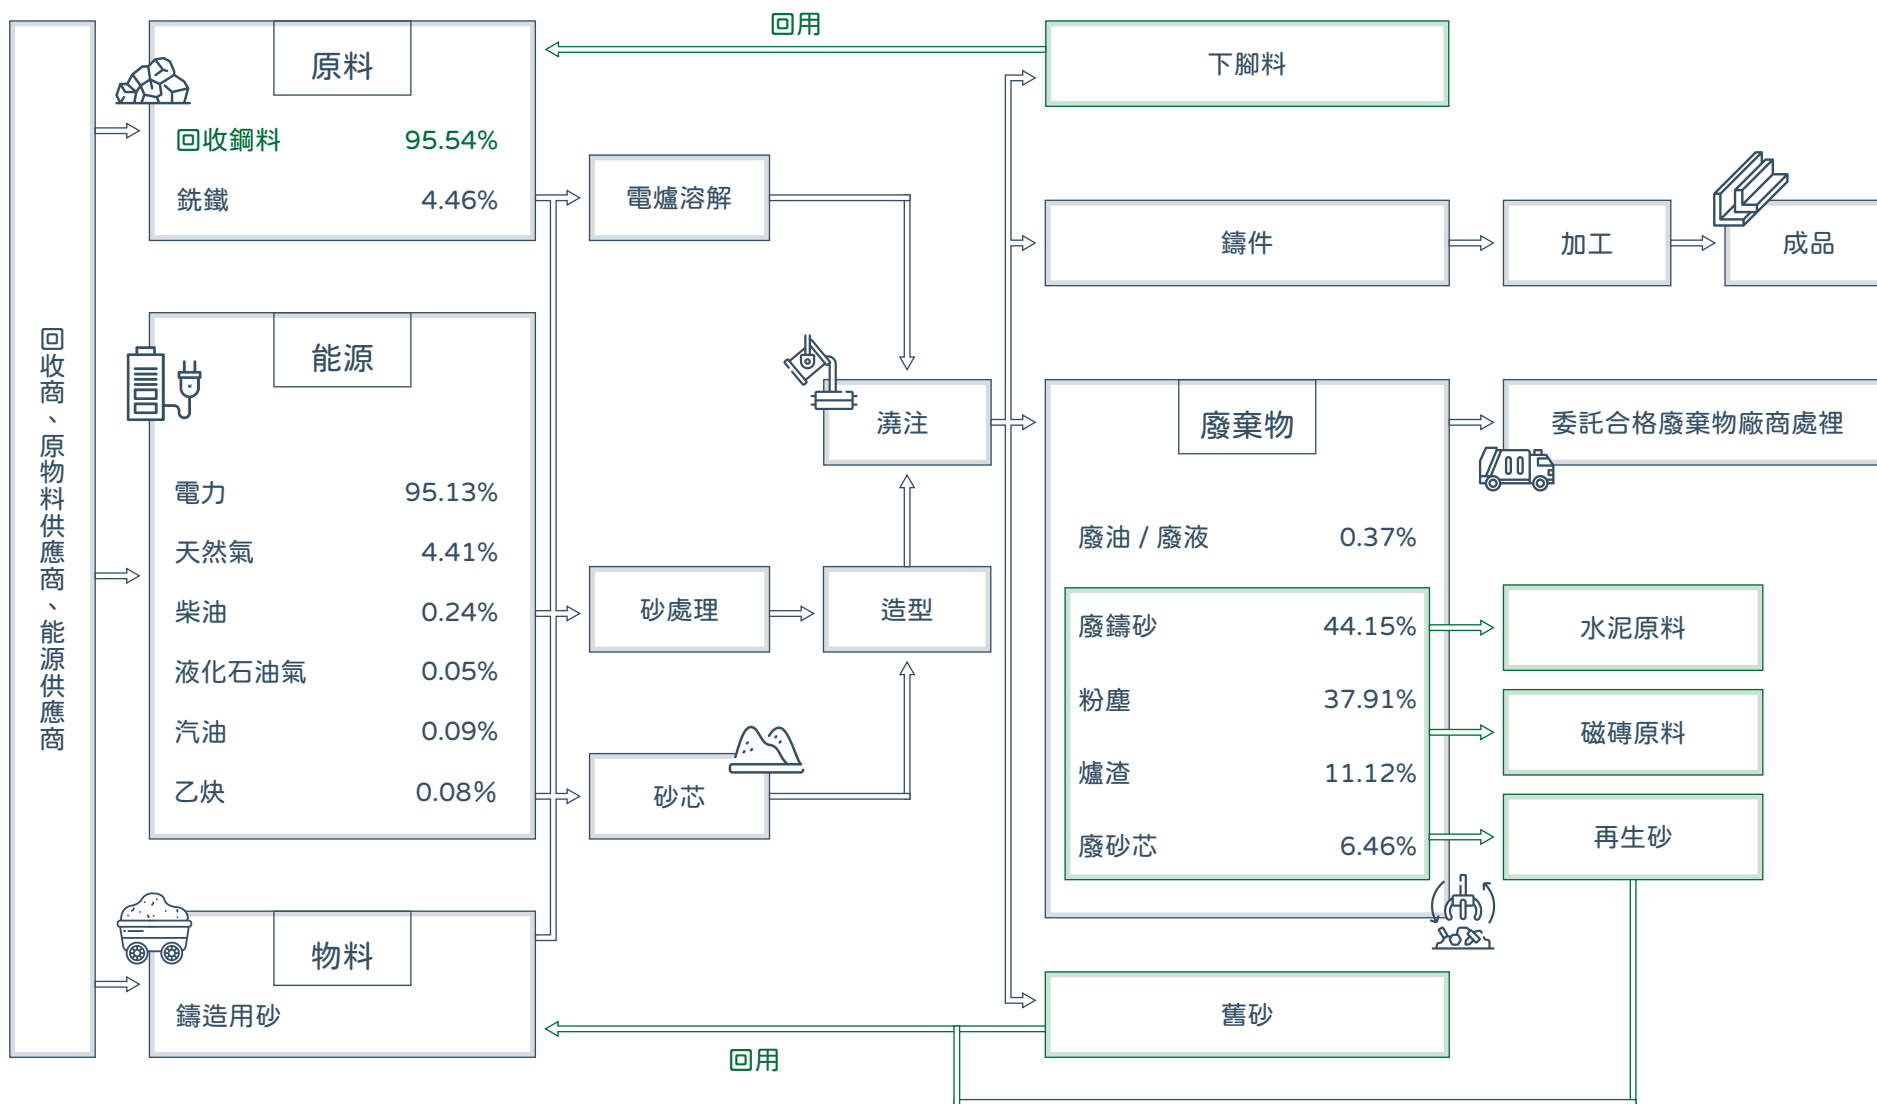 回收商、原物料供應商、能源供應商
原料
回收鋼料 95.54%
銑鐵 4.46%
能源
電力 95.13%
天然氣 4.41%
柴油 0.24%
液化石油氣 0.05%
汽油 0.09%
乙炔 0.08%
物料
鑄造用砂
回用
電爐溶解
砂處理
砂芯
澆注
造型
回用
下腳料
鑄件
加工
成品
廢棄物
廢油 / 廢液 0.37%
廢鑄砂 44.15%
粉塵 37.91%
爐渣 11.12%
廢砂芯 6.46%
委託合格廢棄物廠商處裡
水泥原料
磁磚原料
再生砂
舊砂